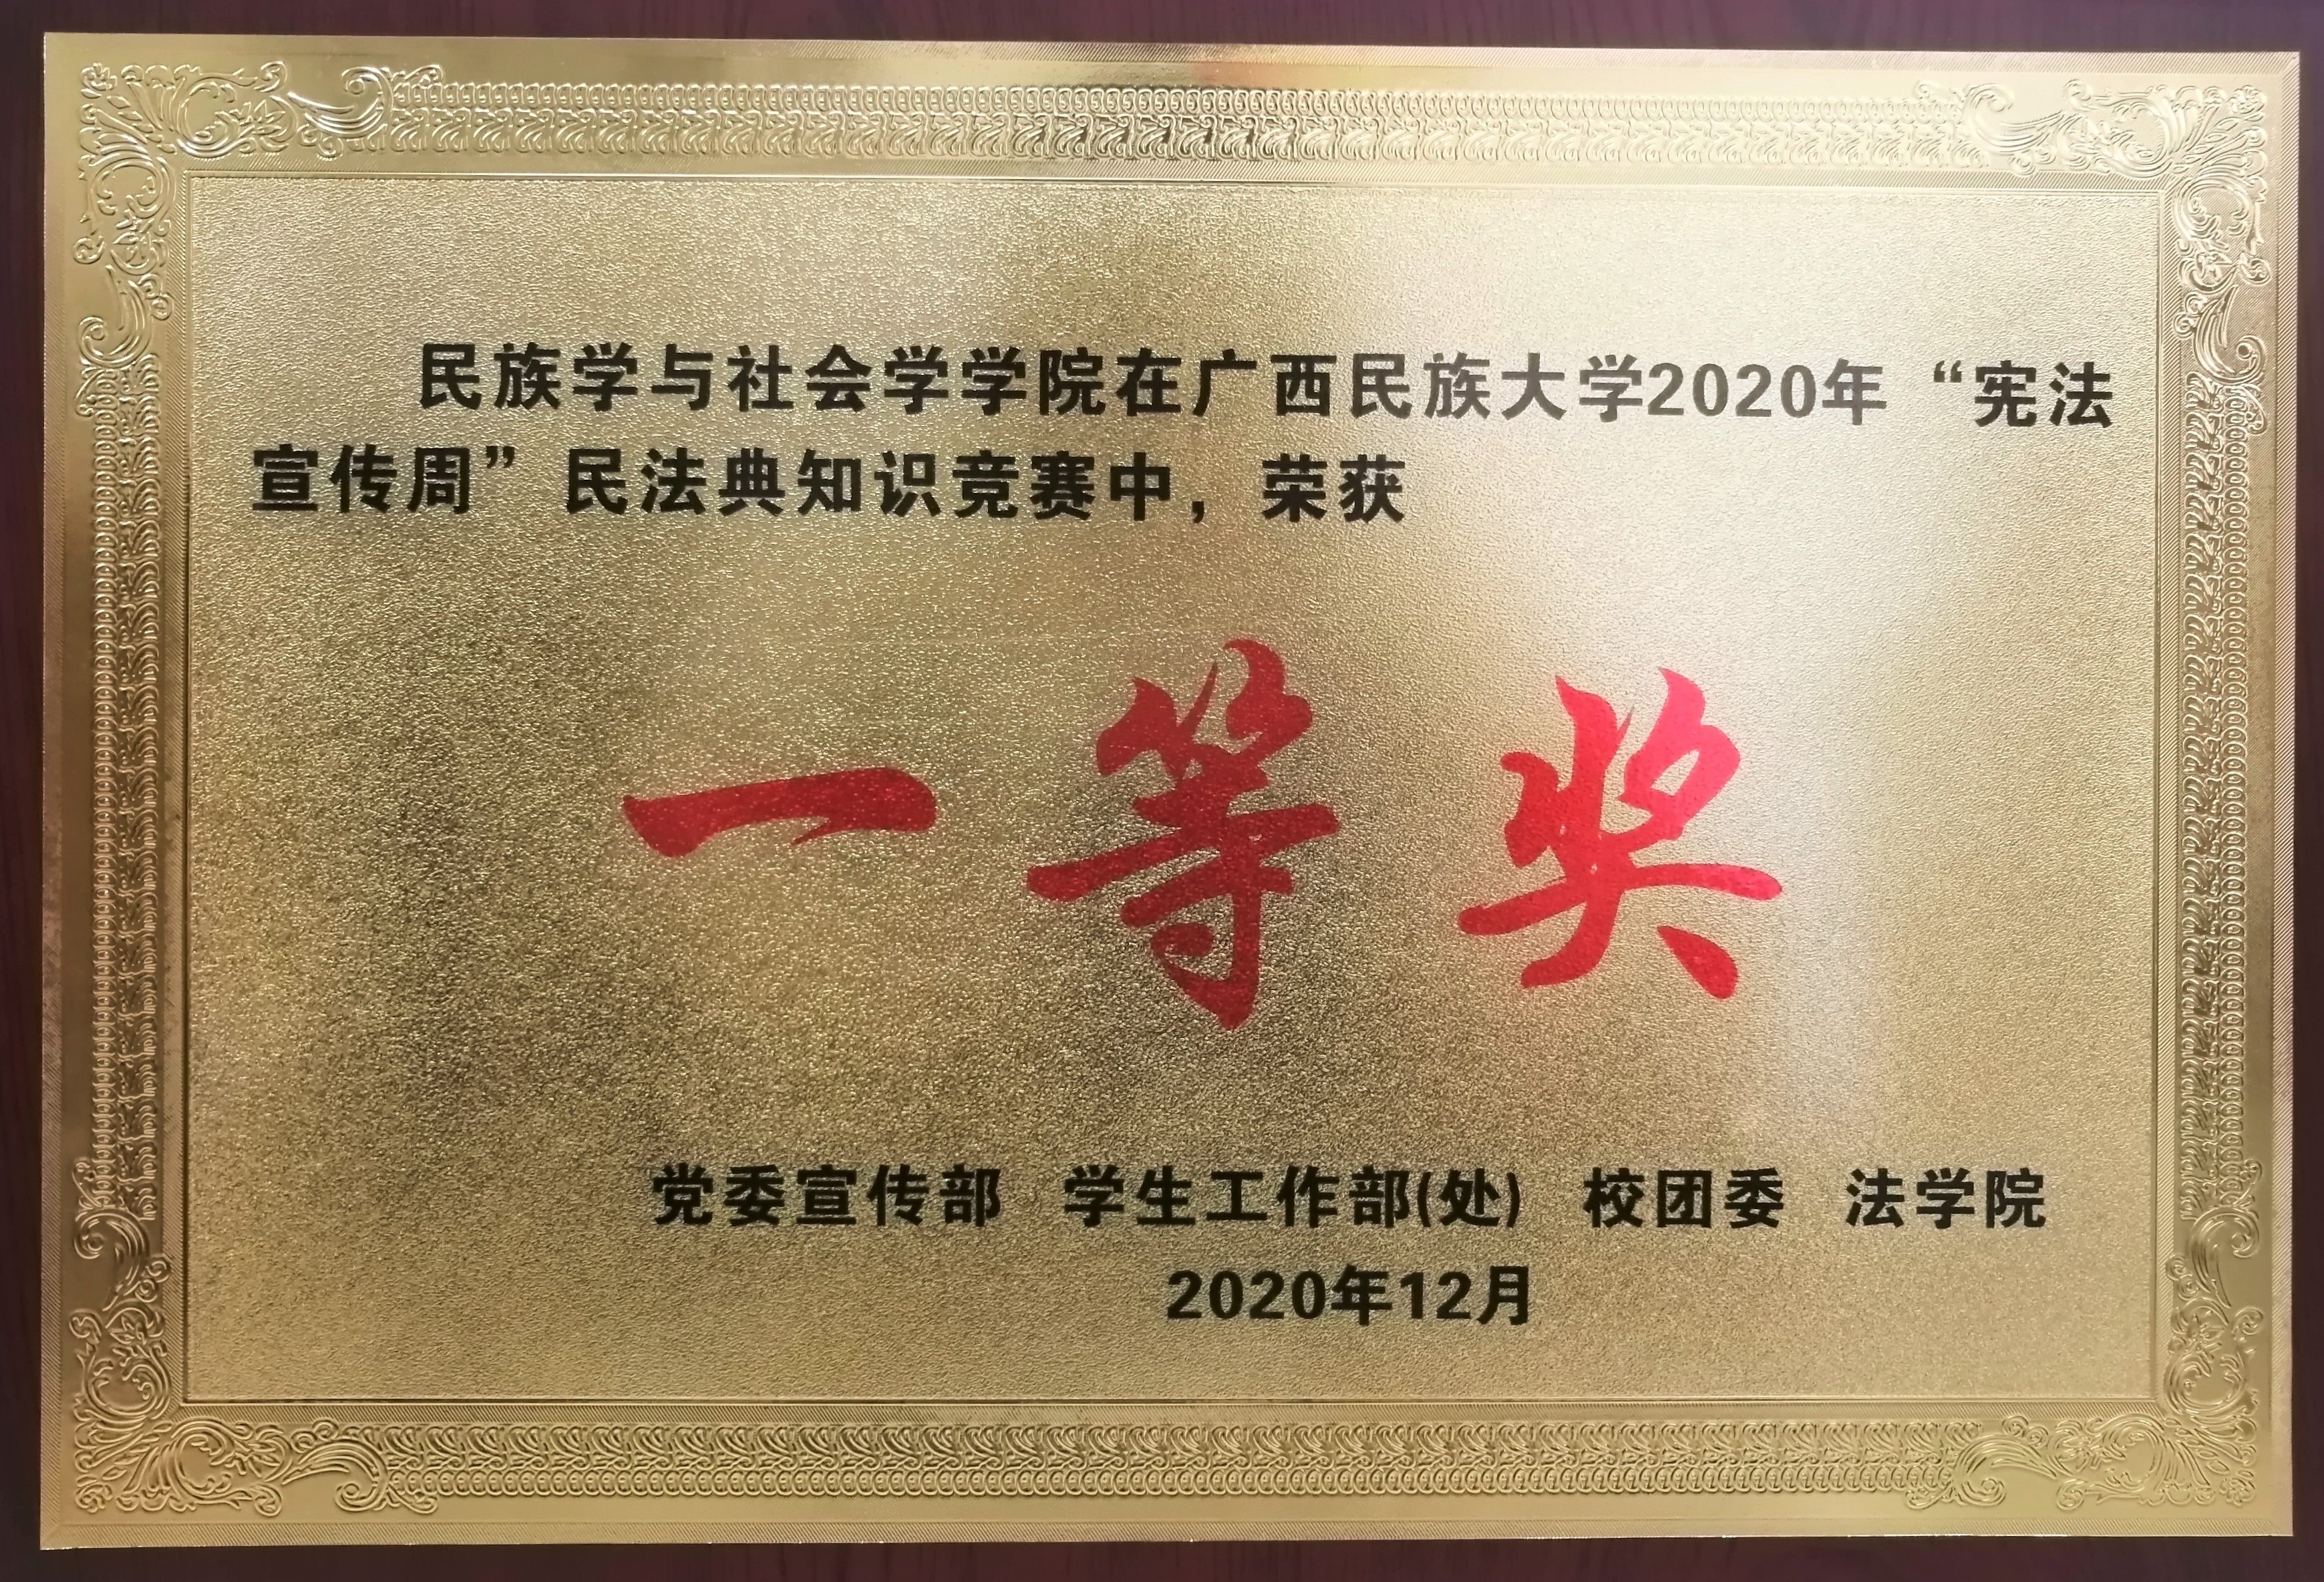 民族学与社会学学院在广西民族大学2020年“宪法
宣传周”民法典知识竞赛中，荣获
一等奖
党委宣传部 学生工作部(处) 校团委 法学院
2020年12月